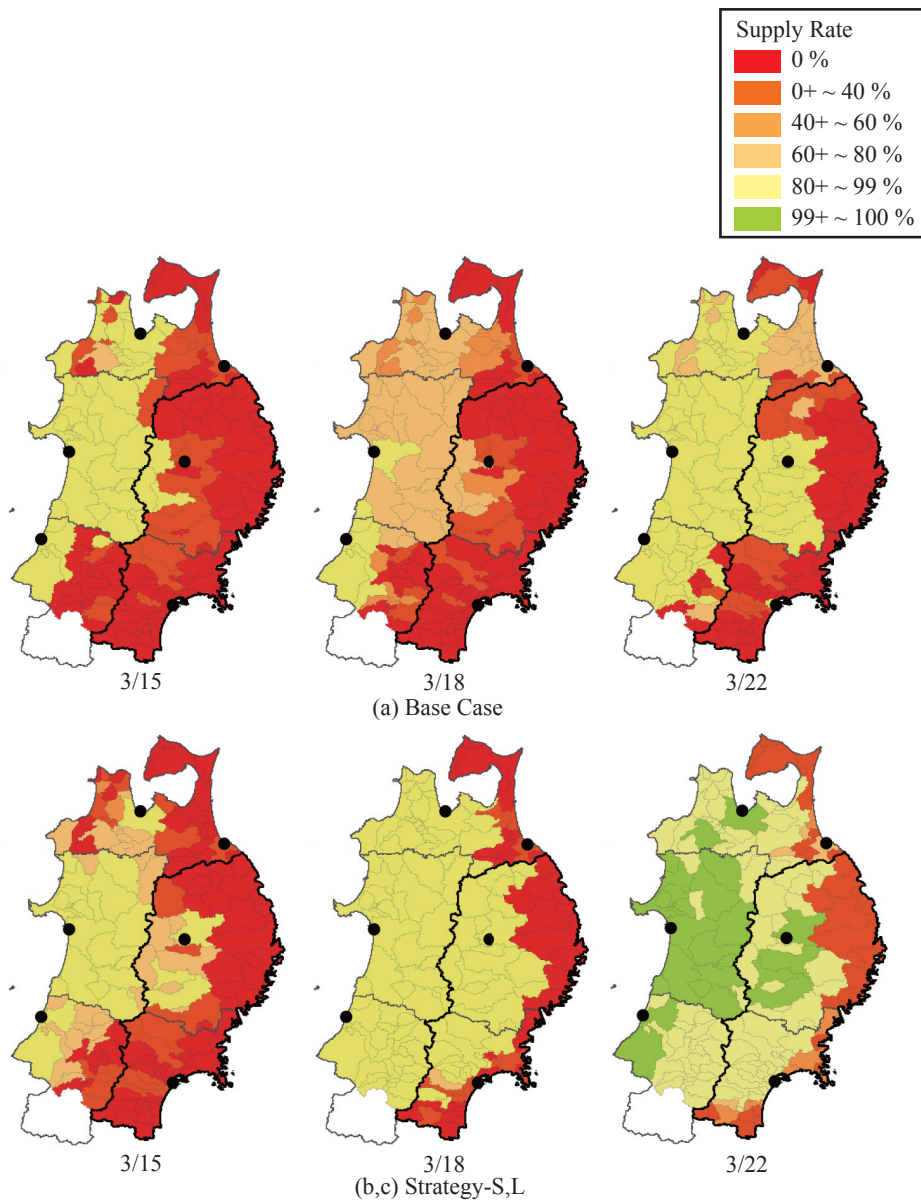 Supply Rate
0 %
0+ ~ 40 %
40+ ~ 60 %
60+ ~ 80 %
80+ ~ 99 %
99+ ~ 100 %
3/15
3/18
3/22
(a) Base Case
3/15
3/18
3/22
(b,c) Strategy-S,L